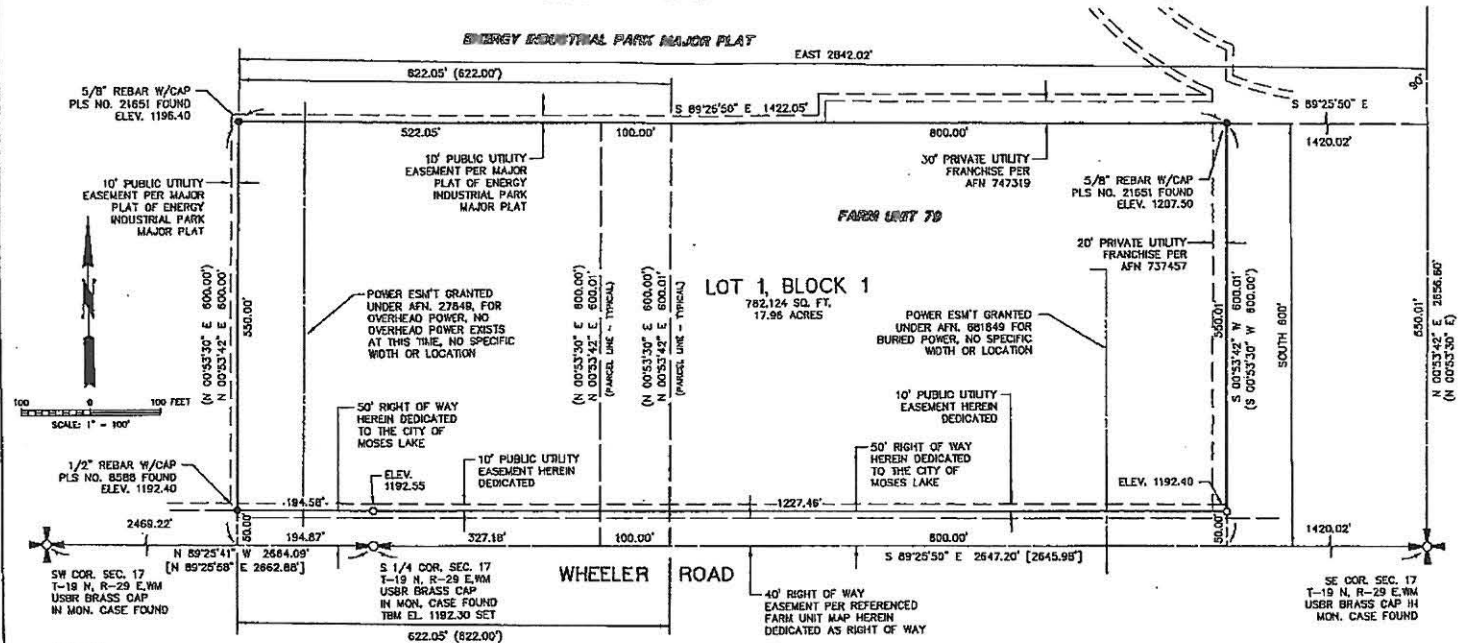 ENERGY INDUSTRIAL PARK MAJOR PLAT
EAST 2842.02'
622.05' (622.00')
5/8" REBAR W/CAP
PLS NO. 21651 FOUND
ELEV. 1196.40
S 89°25'50" E 1422.05'
S 89°25'50" E
522.05'
100.00'
800.00'
1420.02'
10' PUBLIC UTILITY
EASEMENT PER MAJOR
PLAT OF ENERGY
INDUSTRIAL PARK
MAJOR PLAT
10' PUBLIC UTILITY
EASEMENT PER MAJOR
PLAT OF ENERGY
INDUSTRIAL PARK
MAJOR PLAT
30' PRIVATE UTILITY
FRANCHISE PER
AFN 747319
5/8" REBAR W/CAP
PLS NO. 21651 FOUND
ELEV. 1207.50
FARM UNIT 79
20' PRIVATE UTILITY
FRANCHISE PER
AFN 737457
N
(N 00°53'30" E 600.00')
N 00°53'42" E 600.00'
550.00'
POWER ESM'T GRANTED
UNDER AFN. 27848, FOR
OVERHEAD POWER, NO
OVERHEAD POWER EXISTS
AT THIS TIME, NO SPECIFIC
WIDTH OR LOCATION
(N 00°53'30" E 600.00')
N 00°53'42" E 600.01'
(PARCEL LINE - TYPICAL)
(N 00°53'30" E 600.00')
N 00°53'42" E 600.01'
(PARCEL LINE - TYPICAL)
LOT 1, BLOCK 1
782,124 SQ. FT.
17.96 ACRES
POWER ESM'T GRANTED
UNDER AFN. 681849 FOR
BURIED POWER, NO SPECIFIC
WIDTH OR LOCATION
550.01'
S 00°53'42" W 600.01'
(S 00°53'30" W 600.00')
SOUTH 600'
650.01'
N 00°53'42" E 2656.60'
(N 00°53'30" E)
100 0 100 FEET
SCALE: 1" = 100'
50' RIGHT OF WAY
HEREIN DEDICATED
TO THE CITY OF
MOSES LAKE
10' PUBLIC UTILITY
EASEMENT HEREIN
DEDICATED
1/2" REBAR W/CAP
PLS NO. 8588 FOUND
ELEV. 1192.40
ELEV.
1192.55
10' PUBLIC UTILITY
EASEMENT HEREIN
DEDICATED
50' RIGHT OF WAY
HEREIN DEDICATED
TO THE CITY OF
MOSES LAKE
ELEV. 1192.40
194.58'
1227.46'
2469.22'
50.00'
194.87'
327.18'
100.00'
800.00'
50.00'
1420.02'
N 89°25'41" W 2664.09'
[N 89°25'58" E 2662.88']
S 89°25'50" E 2647.20' [2645.98']
SW COR. SEC. 17
T-19 N, R-29 E,WM
USBR BRASS CAP
IN MON. CASE FOUND
S 1/4 COR. SEC. 17
T-19 N, R-29 E,WM
USBR BRASS CAP
IN MON. CASE FOUND
TBM EL. 1192.30 SET
WHEELER ROAD
40' RIGHT OF WAY
EASEMENT PER REFERENCED
FARM UNIT MAP HEREIN
DEDICATED AS RIGHT OF WAY
SE COR. SEC. 17
T-19 N, R-29 E,WM
USBR BRASS CAP IN
MON. CASE FOUND
622.05' (622.00')